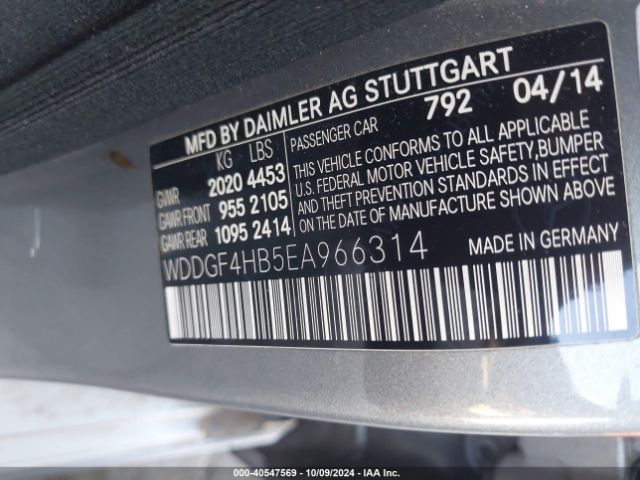 MFD BY DAIMLER AG STUTTGART
792 04/14
KG LBS
PASSENGER CAR
GVWR 2020 4453
GAWR FRONT 955 2105
GAWR REAR 1095 2414
THIS VEHICLE CONFORMS TO ALL APPLICABLE
U.S. FEDERAL MOTOR VEHICLE SAFETY, BUMPER
AND THEFT PREVENTION STANDARDS IN EFFECT
ON THE DATE OF MANUFACTURE SHOWN ABOVE
WDDGF4HB5EA966314
MADE IN GERMANY
000-40547569 | 10/09/2024 | IAA Inc.